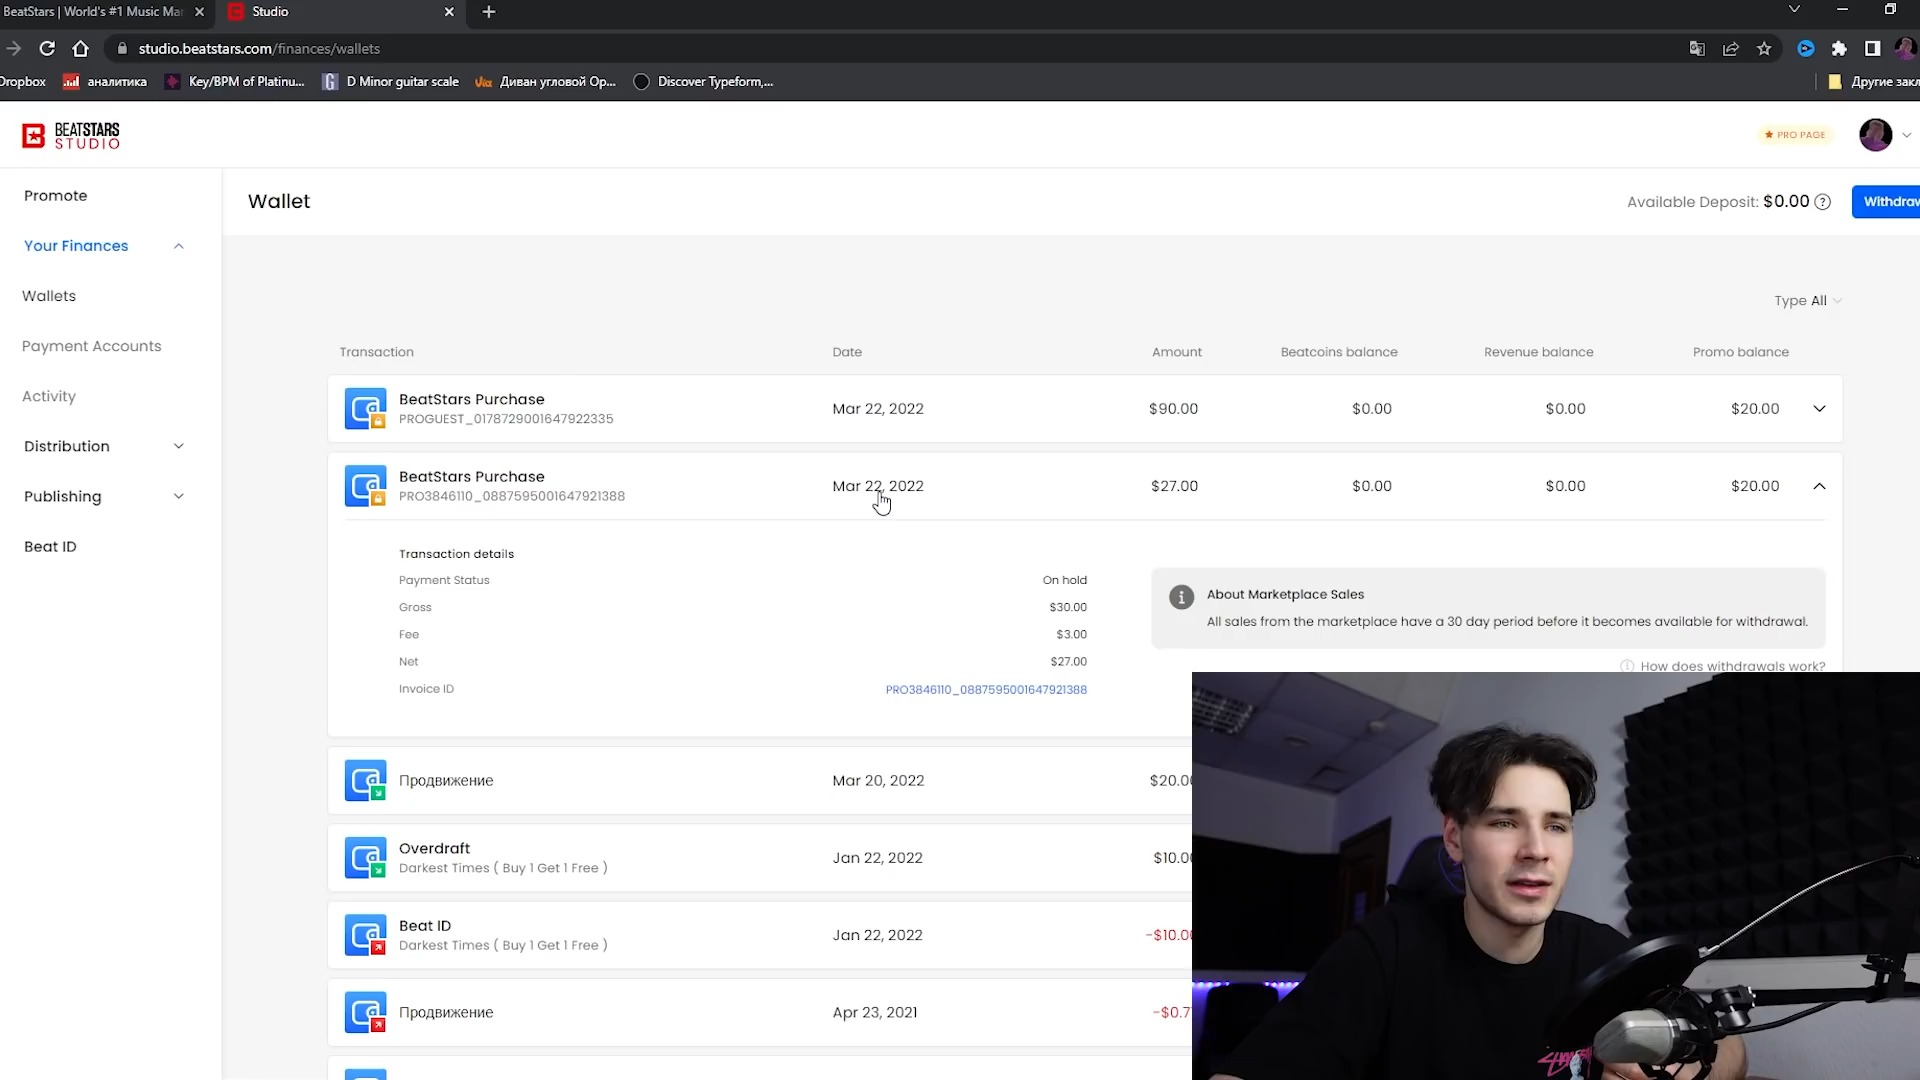 BeatStars | World's #1 Music Mar
Studio
studio.beatstars.com/finances/wallets
Dropbox
аналитика
Key/BPM of Platinu...
D Minor guitar scale
Диван угловой Ор...
Discover Typeform,...
Другие закл
BEATSTARS
STUDIO
PRO PAGE
Promote
Your Finances
Wallets
Payment Accounts
Activity
Distribution
Publishing
Beat ID
Wallet
Available Deposit: $0.00
Withdraw
Type All
Transaction Date Amount Beatcoins balance Revenue balance Promo balance
BeatStars Purchase
PROGUEST_0178729001647922335
Mar 22, 2022 $90.00 $0.00 $0.00 $20.00
BeatStars Purchase
PRO3846110_0887595001647921388
Mar 22, 2022 $27.00 $0.00 $0.00 $20.00
Transaction details
Payment Status On hold
Gross $30.00
Fee $3.00
Net $27.00
Invoice ID PRO3846110_0887595001647921388
About Marketplace Sales
All sales from the marketplace have a 30 day period before it becomes available for withdrawal.
How does withdrawals work?
Продвижение Mar 20, 2022 $20.00
Overdraft
Darkest Times ( Buy 1 Get 1 Free )
Jan 22, 2022 $10.00
Beat ID
Darkest Times ( Buy 1 Get 1 Free )
Jan 22, 2022 -$10.00
Продвижение Apr 23, 2021 -$0.7